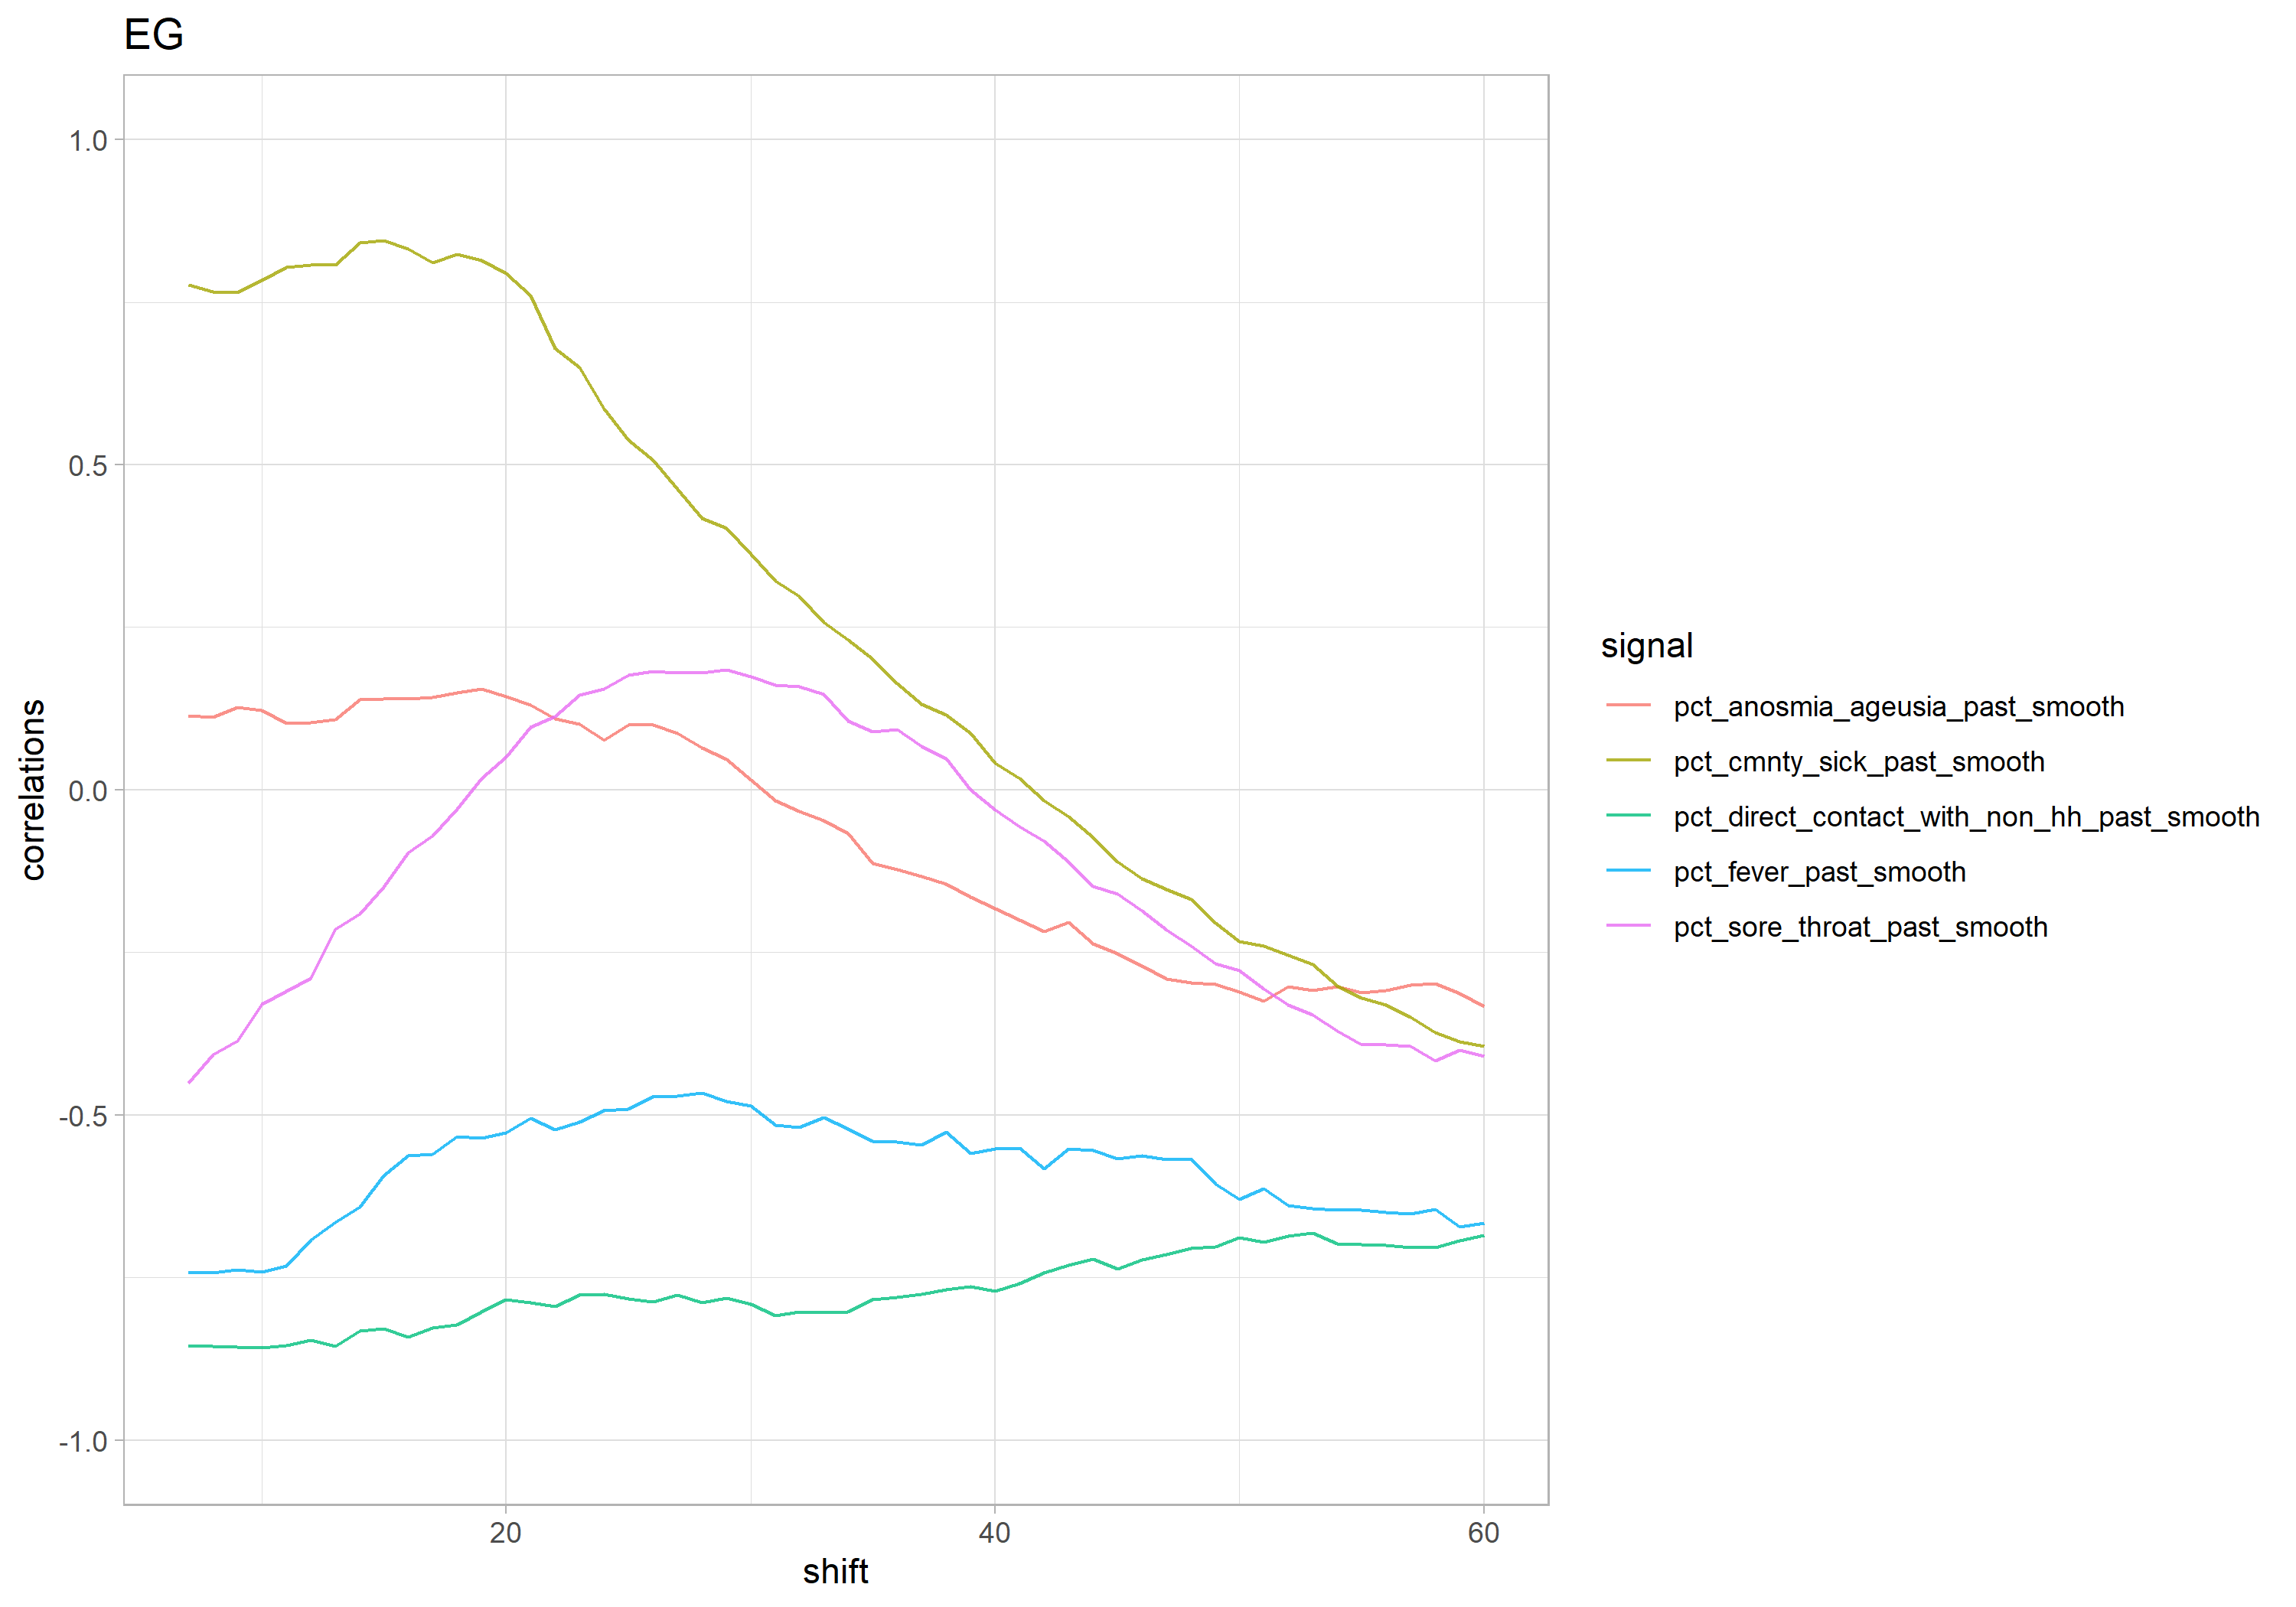 EG
1.0
0.5
0.0
-0.5
-1.0
correlations
20
40
60
shift
signal
pct_anosmia_ageusia_past_smooth
pct_cmnty_sick_past_smooth
pct_direct_contact_with_non_hh_past_smooth
pct_fever_past_smooth
pct_sore_throat_past_smooth